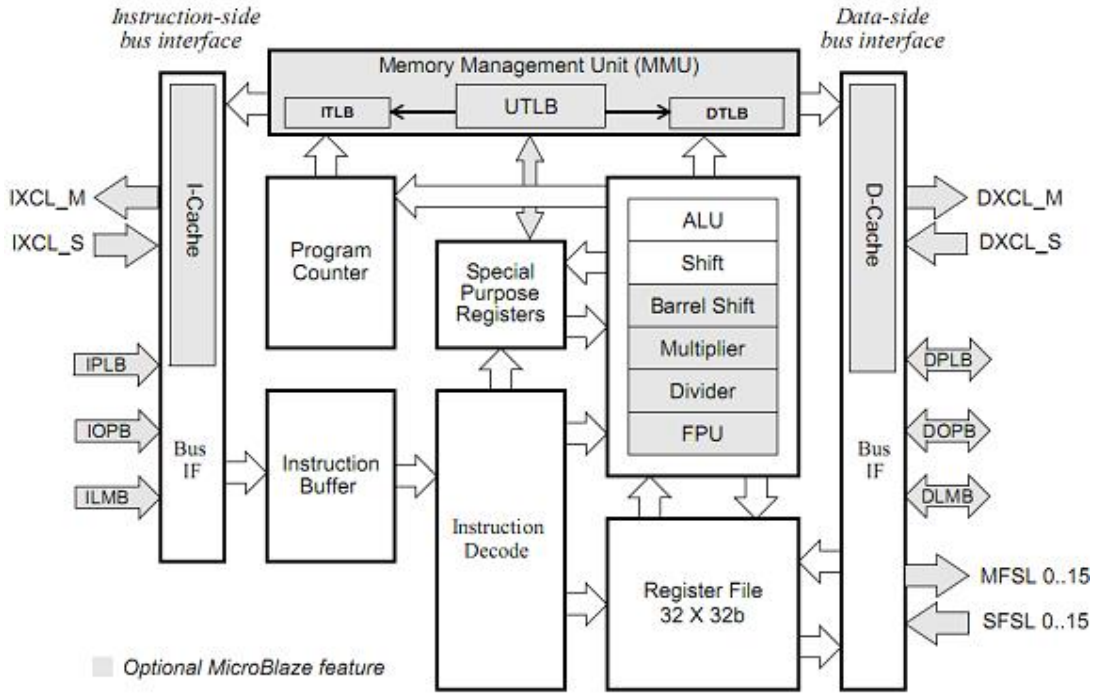 Instruction-side
bus interface
Data-side
bus interface
Memory Management Unit (MMU)
ITLB
UTLB
DTLB
I-Cache
D-Cache
IXCL_M
IXCL_S
DXCL_M
DXCL_S
Program
Counter
Special
Purpose
Registers
ALU
Shift
Barrel Shift
Multiplier
Divider
FPU
IPLB
IOPB
ILMB
Bus
IF
Instruction
Buffer
Instruction
Decode
Register File
32 X 32b
Bus
IF
DPLB
DOPB
DLMB
MFSL 0..15
SFSL 0..15
Optional MicroBlaze feature